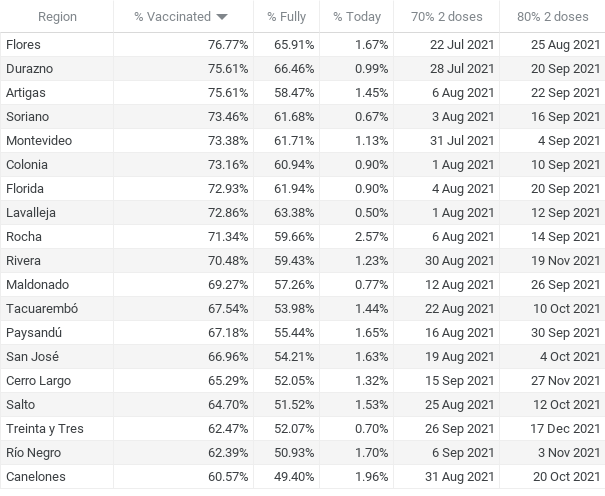 Region % Vaccinated % Fully % Today 70% 2 doses 80% 2 doses
Flores 76.77% 65.91% 1.67% 22 Jul 2021 25 Aug 2021
Durazno 75.61% 66.46% 0.99% 28 Jul 2021 20 Sep 2021
Artigas 75.61% 58.47% 1.45% 6 Aug 2021 22 Sep 2021
Soriano 73.46% 61.68% 0.67% 3 Aug 2021 16 Sep 2021
Montevideo 73.38% 61.71% 1.13% 31 Jul 2021 4 Sep 2021
Colonia 73.16% 60.94% 0.90% 1 Aug 2021 10 Sep 2021
Florida 72.93% 61.94% 0.90% 4 Aug 2021 20 Sep 2021
Lavalleja 72.86% 63.38% 0.50% 1 Aug 2021 12 Sep 2021
Rocha 71.34% 59.66% 2.57% 6 Aug 2021 14 Sep 2021
Rivera 70.48% 59.43% 1.23% 30 Aug 2021 19 Nov 2021
Maldonado 69.27% 57.26% 0.77% 12 Aug 2021 26 Sep 2021
Tacuarembó 67.54% 53.98% 1.44% 22 Aug 2021 10 Oct 2021
Paysandú 67.18% 55.44% 1.65% 16 Aug 2021 30 Sep 2021
San José 66.96% 54.21% 1.63% 19 Aug 2021 4 Oct 2021
Cerro Largo 65.29% 52.05% 1.32% 15 Sep 2021 27 Nov 2021
Salto 64.70% 51.52% 1.53% 25 Aug 2021 12 Oct 2021
Treinta y Tres 62.47% 52.07% 0.70% 26 Sep 2021 17 Dec 2021
Río Negro 62.39% 50.93% 1.70% 6 Sep 2021 3 Nov 2021
Canelones 60.57% 49.40% 1.96% 31 Aug 2021 20 Oct 2021